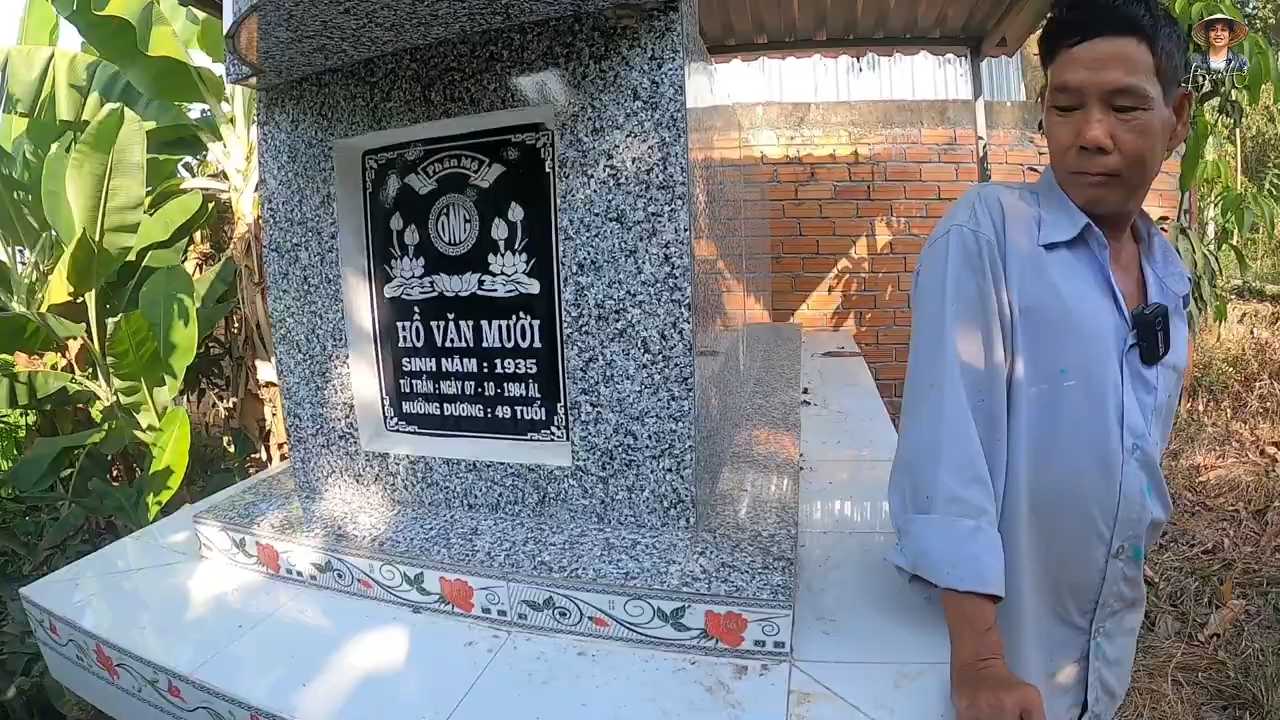 Phần Mộ
ÔNG
HỒ VĂN MƯỜI
SINH NĂM : 1935
TỪ TRẦN : NGÀY 07 - 10 - 1984 ÂL
HƯỞNG DƯƠNG : 49 TUỔI